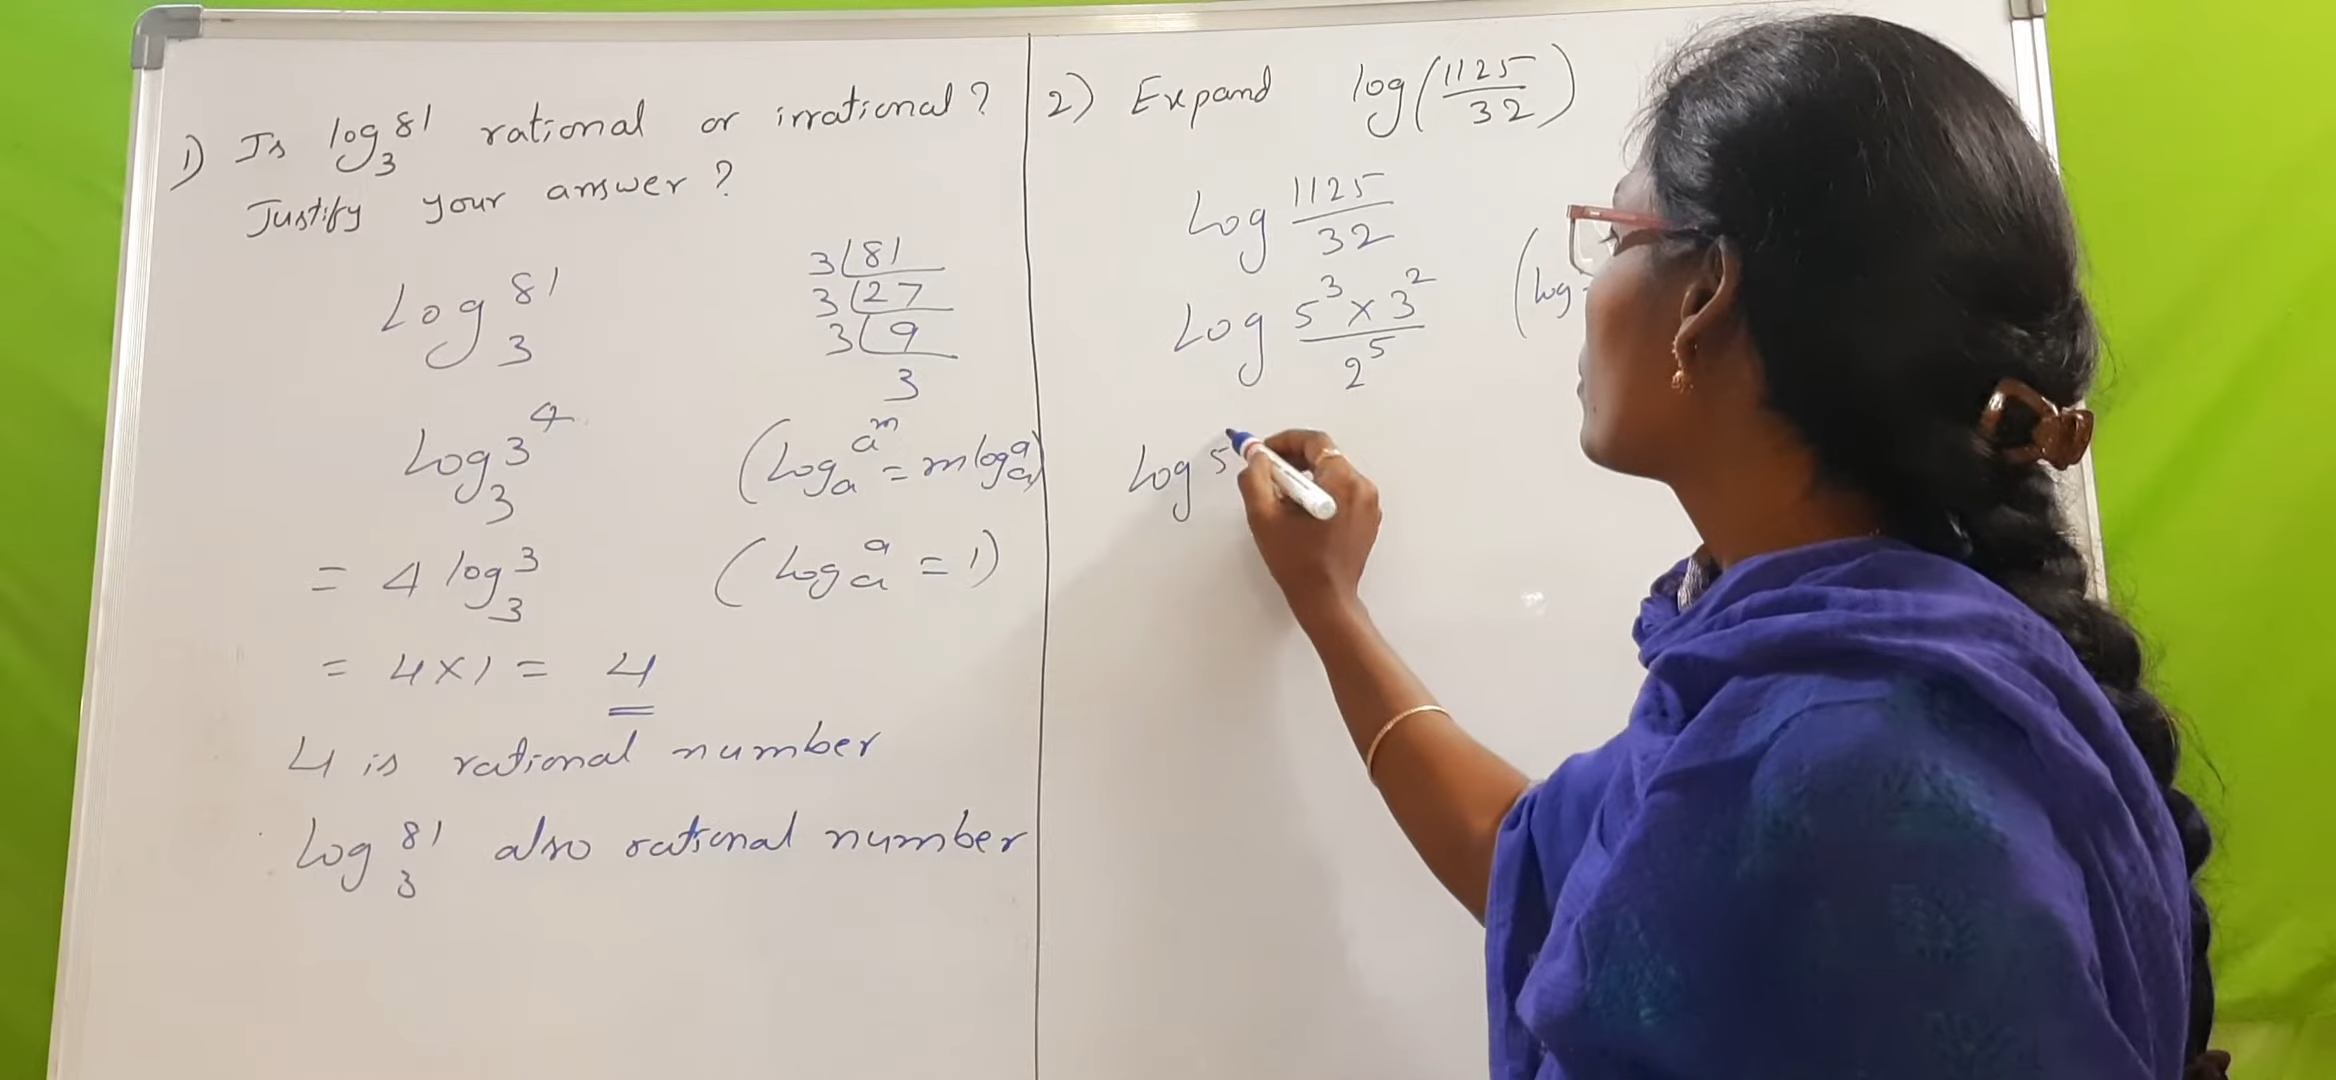 1) Is log₃81 rational or irrational?
Justify your answer?
Log₃81
3 | 81
3 | 27
3 | 9
3
Log₃3⁴
(Logₐaᵐ = m logₐa)
= 4 log₃3
(Logₐa = 1)
= 4 × 1 = 4
4 is rational number
Log₃81 also rational number
2) Expand log(1125/32)
Log 1125/32
Log 5³ × 3²/2⁵
(log
Log 5